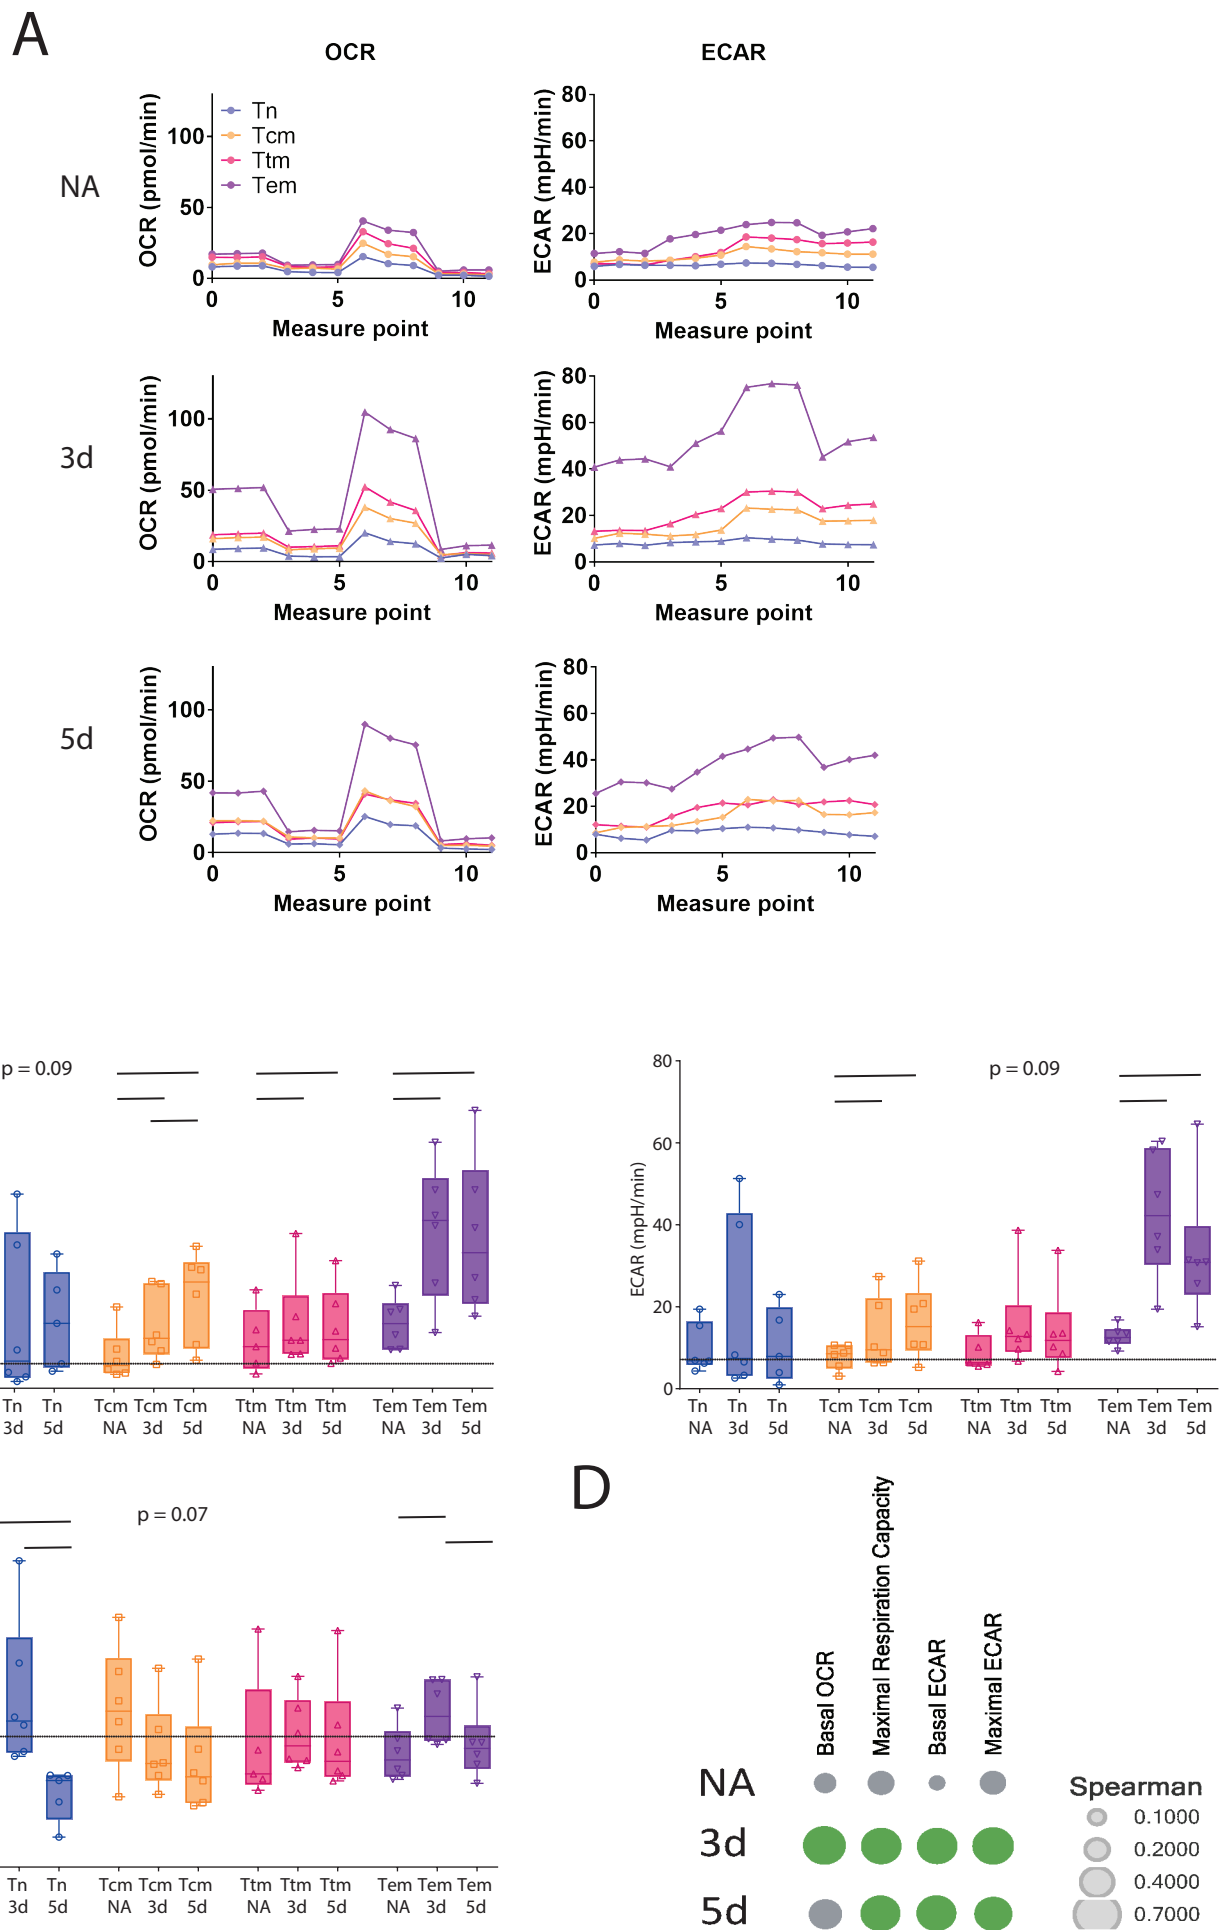 A
OCR
ECAR
NA
OCR (pmol/min)
100
50
0
0 5 10
Measure point
Tn
Tcm
Ttm
Tem
ECAR (mpH/min)
80
60
40
20
0
0 5 10
Measure point
3d
OCR (pmol/min)
100
50
0
0 5 10
Measure point
ECAR (mpH/min)
80
60
40
20
0
0 5 10
Measure point
5d
OCR (pmol/min)
100
50
0
0 5 10
Measure point
ECAR (mpH/min)
80
60
40
20
0
0 5 10
Measure point
p = 0.09
Tn Tn Tcm Tcm Tcm Ttm Ttm Ttm Tem Tem Tem
3d 5d NA 3d 5d NA 3d 5d NA 3d 5d
ECAR (mpH/min)
80
60
40
20
0
p = 0.09
Tn Tn Tn Tcm Tcm Tcm Ttm Ttm Ttm Tem Tem Tem
NA 3d 5d NA 3d 5d NA 3d 5d NA 3d 5d
p = 0.07
Tn Tn Tcm Tcm Tcm Ttm Ttm Ttm Tem Tem Tem
3d 5d NA 3d 5d NA 3d 5d NA 3d 5d
D
Basal OCR
Maximal Respiration Capacity
Basal ECAR
Maximal ECAR
NA
3d
5d
Spearman
0.1000
0.2000
0.4000
0.7000